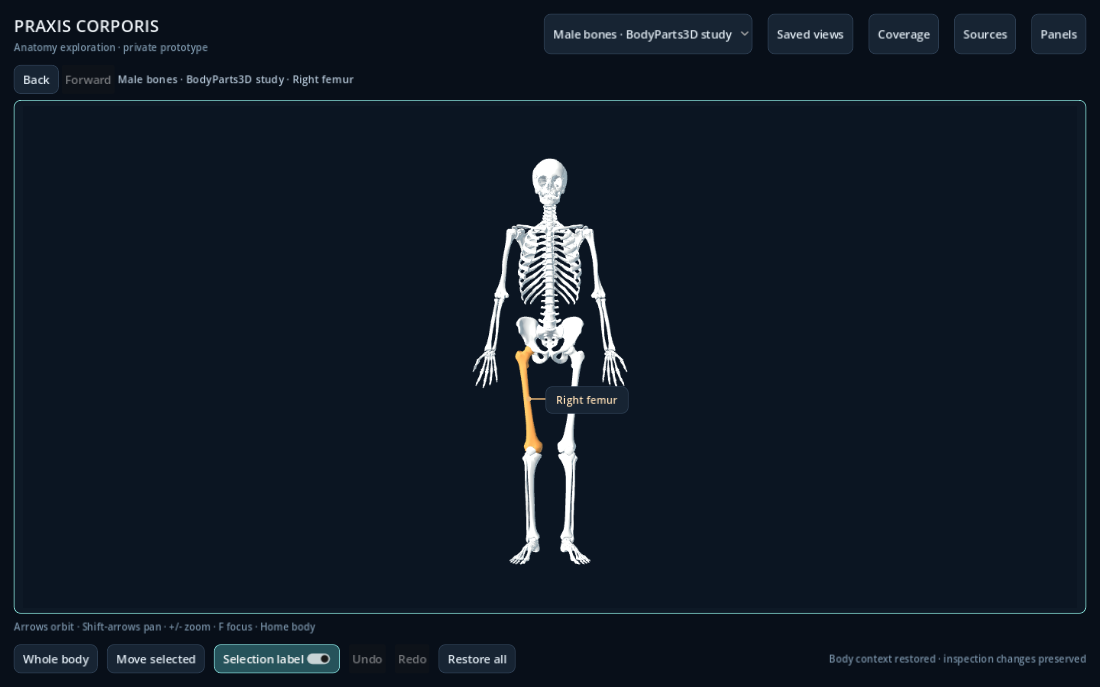 PRAXIS CORPORIS
Anatomy exploration · private prototype
Male bones · BodyParts3D study
Saved views
Coverage
Sources
Panels
Back
Forward
Male bones · BodyParts3D study · Right femur
Right femur
Arrows orbit · Shift-arrows pan · +/- zoom · F focus · Home body
Whole body
Move selected
Selection label
Undo
Redo
Restore all
Body context restored · inspection changes preserved